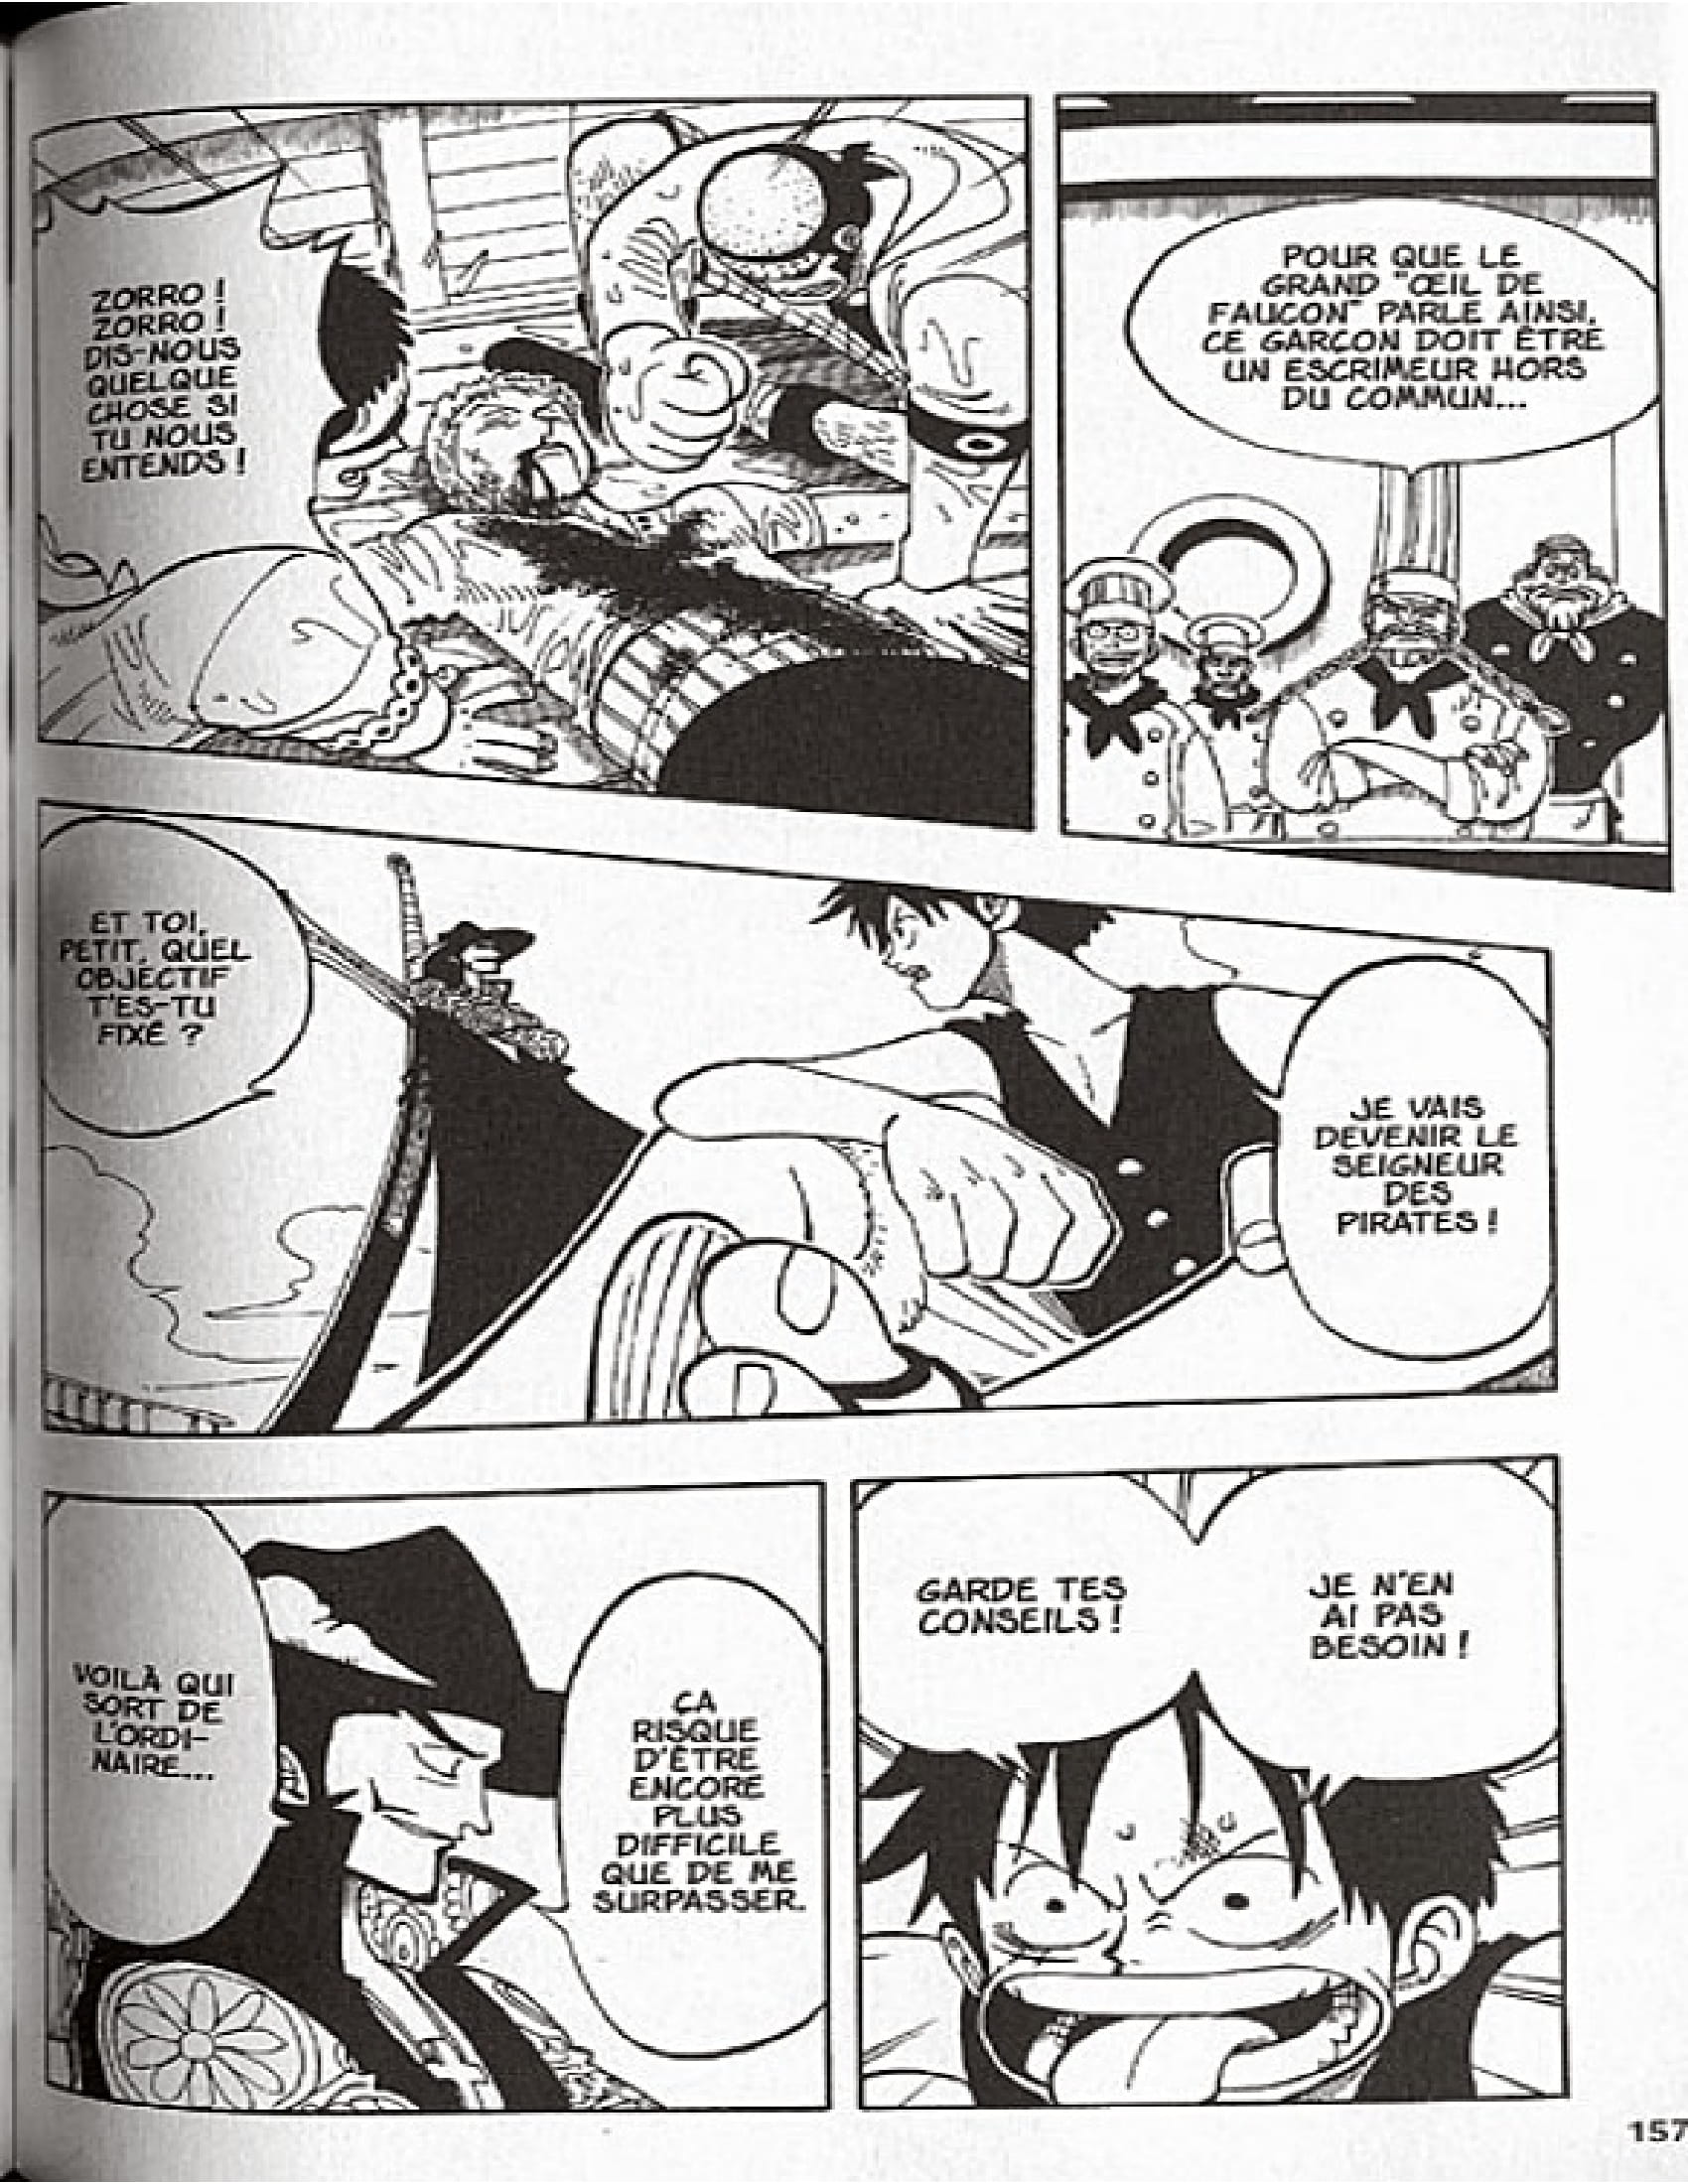 POUR QUE LE
GRAND "ŒIL DE
FAUCON" PARLE AINSI,
CE GARÇON DOIT ÊTRE
UN ESCRIMEUR HORS
DU COMMUN...
ZORRO !
ZORRO !
DIS-NOUS
QUELQUE
CHOSE SI
TU NOUS
ENTENDS !
ET TOI,
PETIT, QUEL
OBJECTIF
T'ES-TU
FIXÉ ?
JE VAIS
DEVENIR LE
SEIGNEUR
DES
PIRATES !
JE N'EN
AI PAS
BESOIN !
GARDE TES
CONSEILS !
ÇA
RISQUE
D'ÊTRE
ENCORE
PLUS
DIFFICILE
QUE DE ME
SURPASSER.
VOILÀ QUI
SORT DE
L'ORDI-
NAIRE...
157